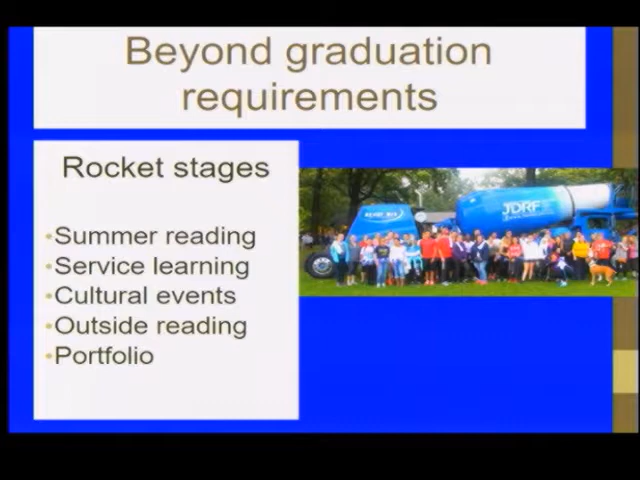 Beyond graduation
requirements
Rocket stages
•Summer reading
•Service learning
•Cultural events
•Outside reading
•Portfolio
JDRF